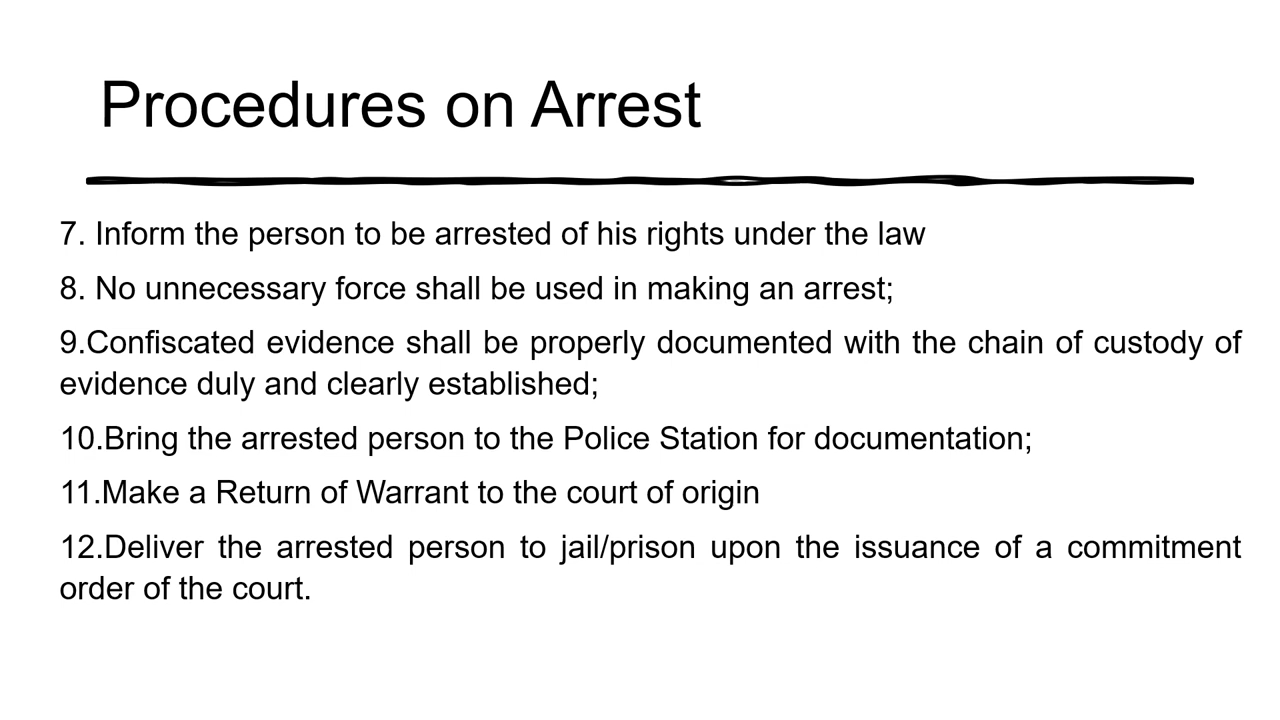 Procedures on Arrest
7. Inform the person to be arrested of his rights under the law
8. No unnecessary force shall be used in making an arrest;
9.Confiscated evidence shall be properly documented with the chain of custody of
evidence duly and clearly established;
10.Bring the arrested person to the Police Station for documentation;
11.Make a Return of Warrant to the court of origin
12.Deliver the arrested person to jail/prison upon the issuance of a commitment
order of the court.